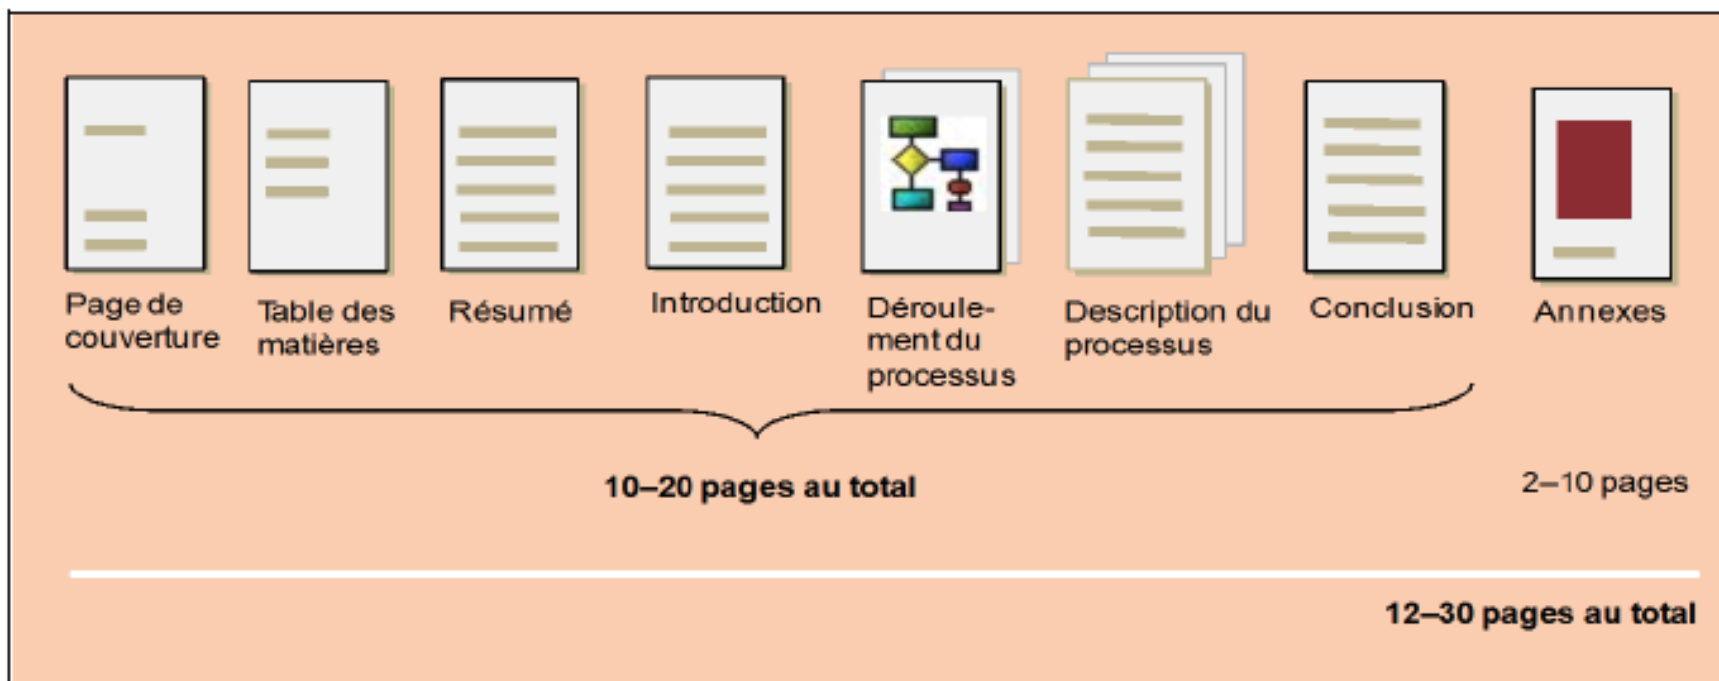 Page de
couverture
Table des
matières
Résumé
Introduction
Déroule-
ment du
processus
Description du
processus
Conclusion
Annexes
10–20 pages au total
2–10 pages
12–30 pages au total